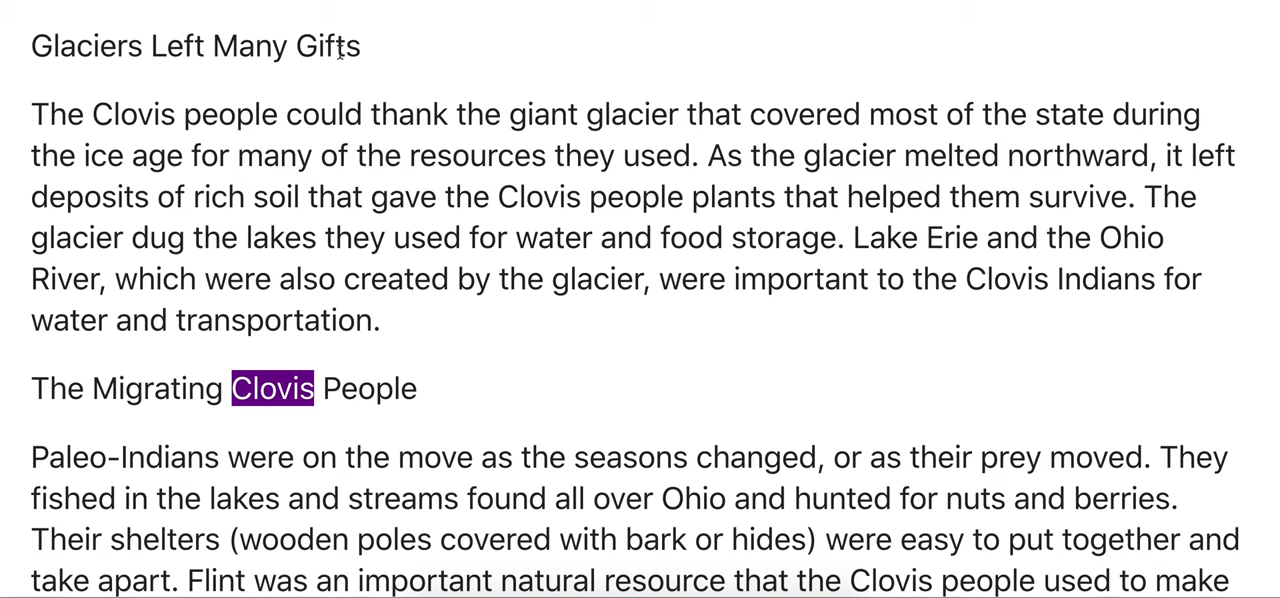 Glaciers Left Many Gifts
The Clovis people could thank the giant glacier that covered most of the state during
the ice age for many of the resources they used. As the glacier melted northward, it left
deposits of rich soil that gave the Clovis people plants that helped them survive. The
glacier dug the lakes they used for water and food storage. Lake Erie and the Ohio
River, which were also created by the glacier, were important to the Clovis Indians for
water and transportation.
The Migrating Clovis People
Paleo-Indians were on the move as the seasons changed, or as their prey moved. They
fished in the lakes and streams found all over Ohio and hunted for nuts and berries.
Their shelters (wooden poles covered with bark or hides) were easy to put together and
take apart. Flint was an important natural resource that the Clovis people used to make